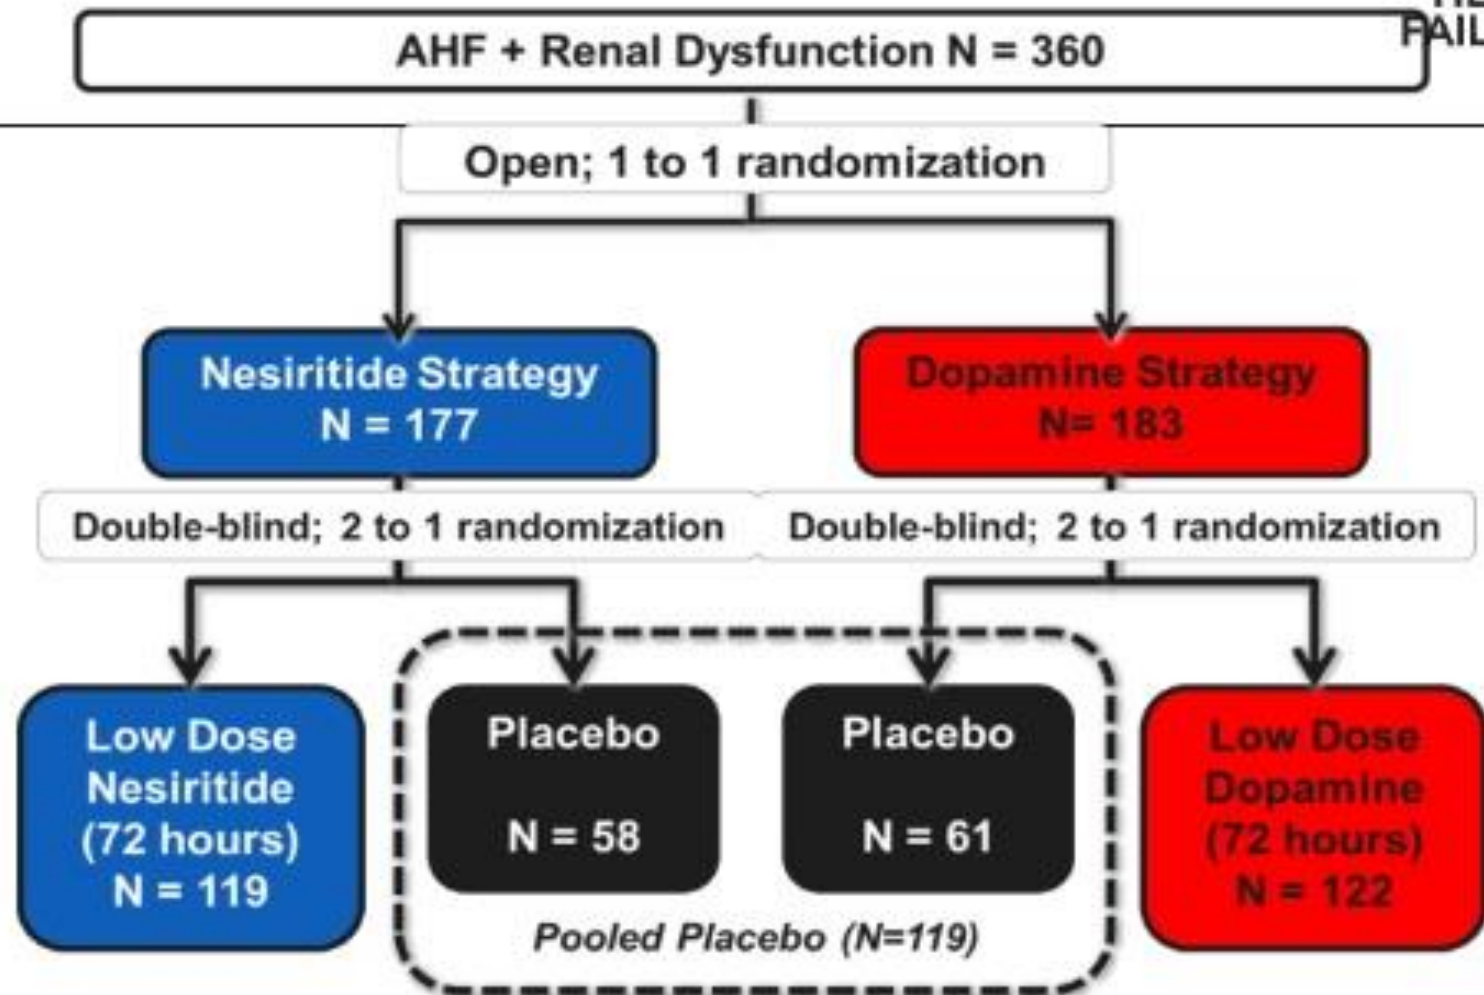 AHF + Renal Dysfunction N = 360
Open; 1 to 1 randomization
Nesiritide Strategy
N = 177
Dopamine Strategy
N= 183
Double-blind; 2 to 1 randomization
Double-blind; 2 to 1 randomization
Low Dose
Nesiritide
(72 hours)
N = 119
Placebo
N = 58
Placebo
N = 61
Low Dose
Dopamine
(72 hours)
N = 122
Pooled Placebo (N=119)